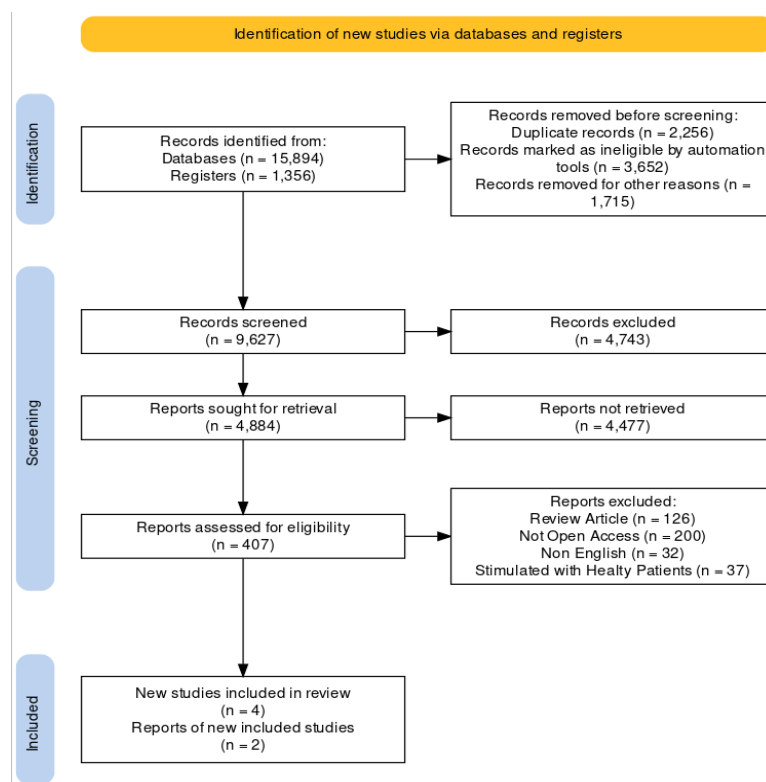 Identification of new studies via databases and registers
Identification
Records identified from:
Databases (n = 15,894)
Registers (n = 1,356)
Records removed before screening:
Duplicate records (n = 2,256)
Records marked as ineligible by automation
tools (n = 3,652)
Records removed for other reasons (n =
1,715)
Screening
Records screened
(n = 9,627)
Records excluded
(n = 4,743)
Reports sought for retrieval
(n = 4,884)
Reports not retrieved
(n = 4,477)
Reports assessed for eligibility
(n = 407)
Reports excluded:
Review Article (n = 126)
Not Open Access (n = 200)
Non English (n = 32)
Stimulated with Healty Patients (n = 37)
Included
New studies included in review
(n = 4)
Reports of new included studies
(n = 2)